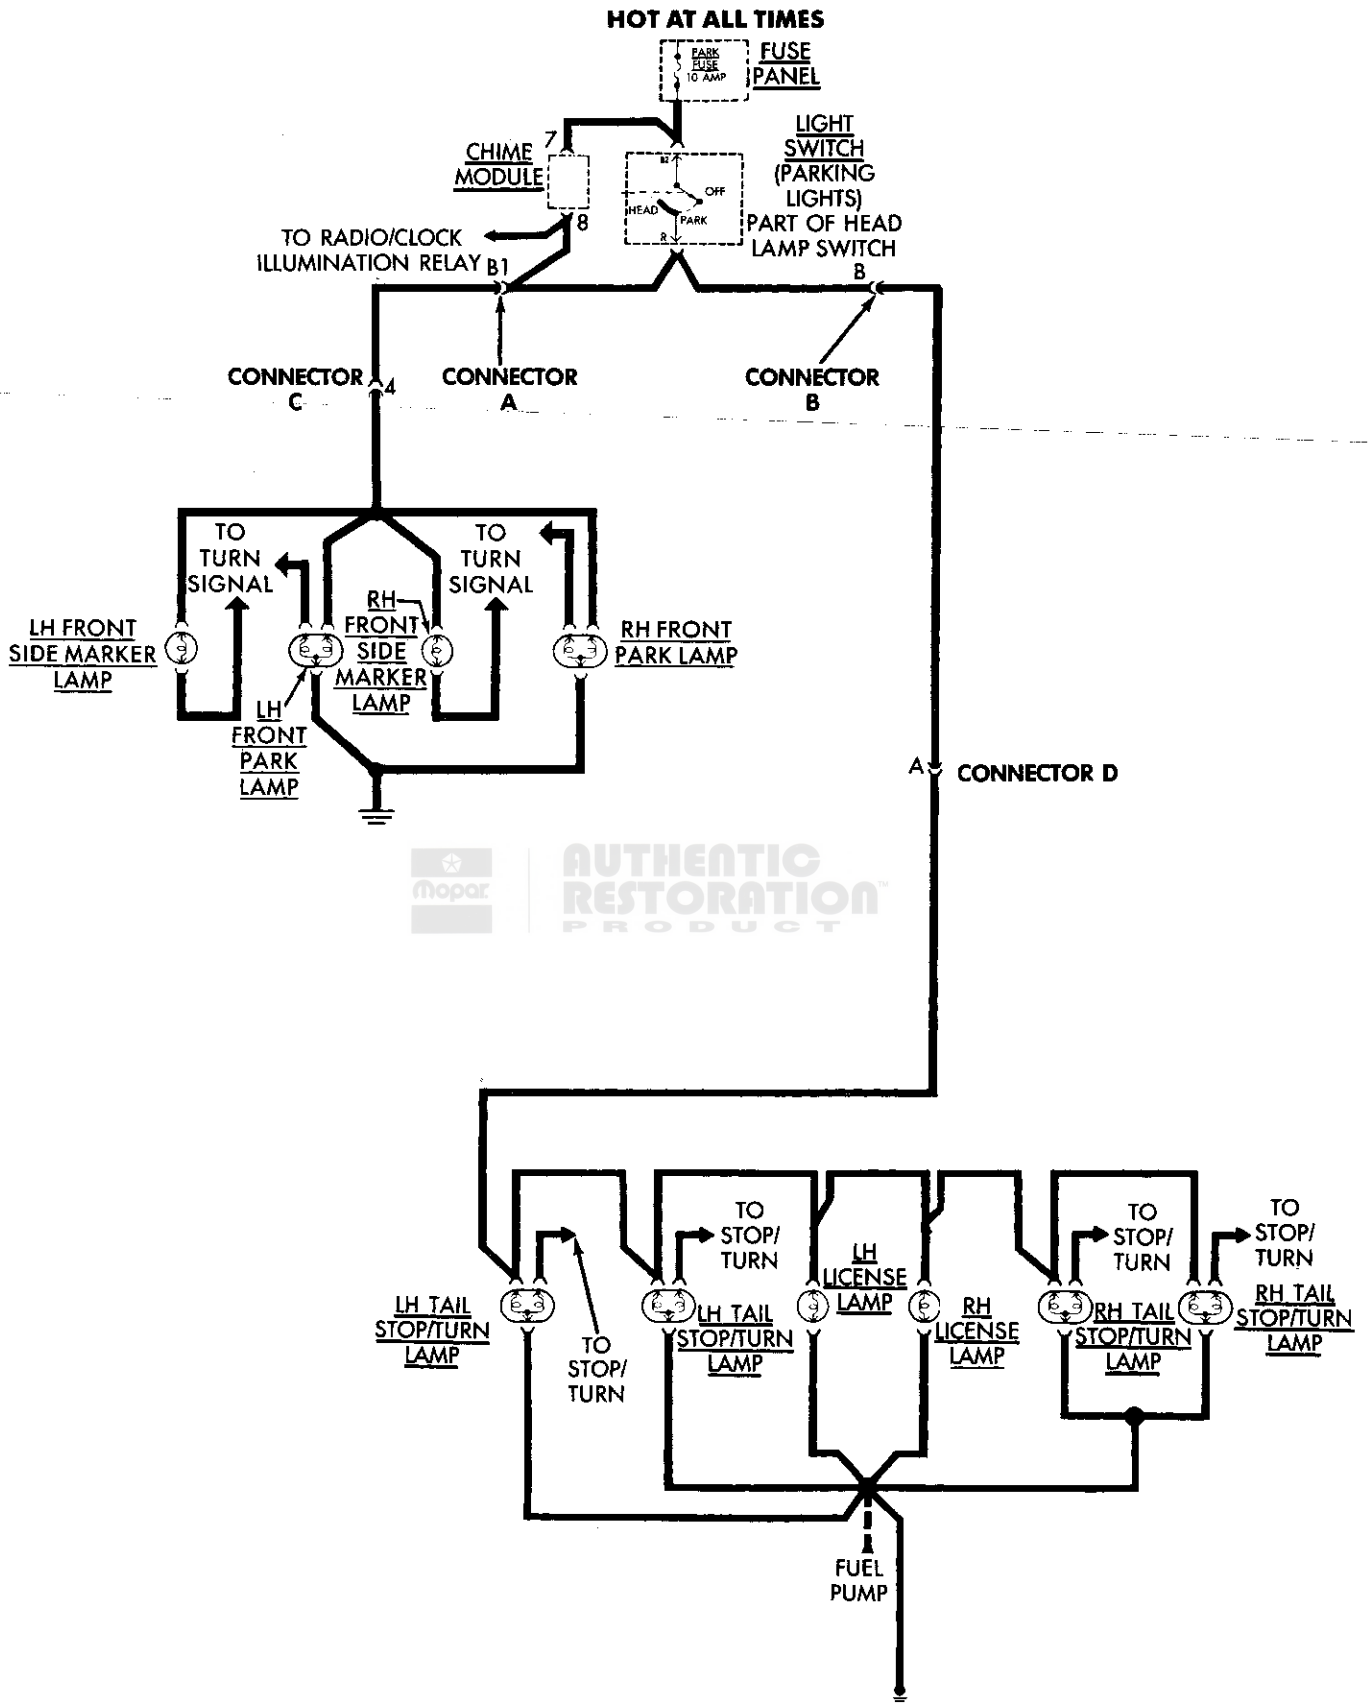 HOT AT ALL TIMES
PARK
FUSE
10 AMP
FUSE
PANEL
7
CHIME
MODULE
8
LIGHT
SWITCH
(PARKING
LIGHTS)
PART OF HEAD
LAMP SWITCH
B2
OFF
HEAD
PARK
R
TO RADIO/CLOCK
ILLUMINATION RELAY
B1
B
CONNECTOR
C
4
CONNECTOR
A
CONNECTOR
B
TO
TURN
SIGNAL
TO
TURN
SIGNAL
LH FRONT
SIDE MARKER
LAMP
RH
FRONT
SIDE
MARKER
LAMP
RH FRONT
PARK LAMP
LH
FRONT
PARK
LAMP
A
CONNECTOR D
Mopar
AUTHENTIC
RESTORATION™
PRODUCT
TO
STOP/
TURN
TO
STOP/
TURN
TO
STOP/
TURN
LH
LICENSE
LAMP
LH TAIL
STOP/TURN
LAMP
TO
STOP/
TURN
LH TAIL
STOP/TURN
LAMP
RH
LICENSE
LAMP
RH TAIL
STOP/TURN
LAMP
RH TAIL
STOP/TURN
LAMP
FUEL
PUMP